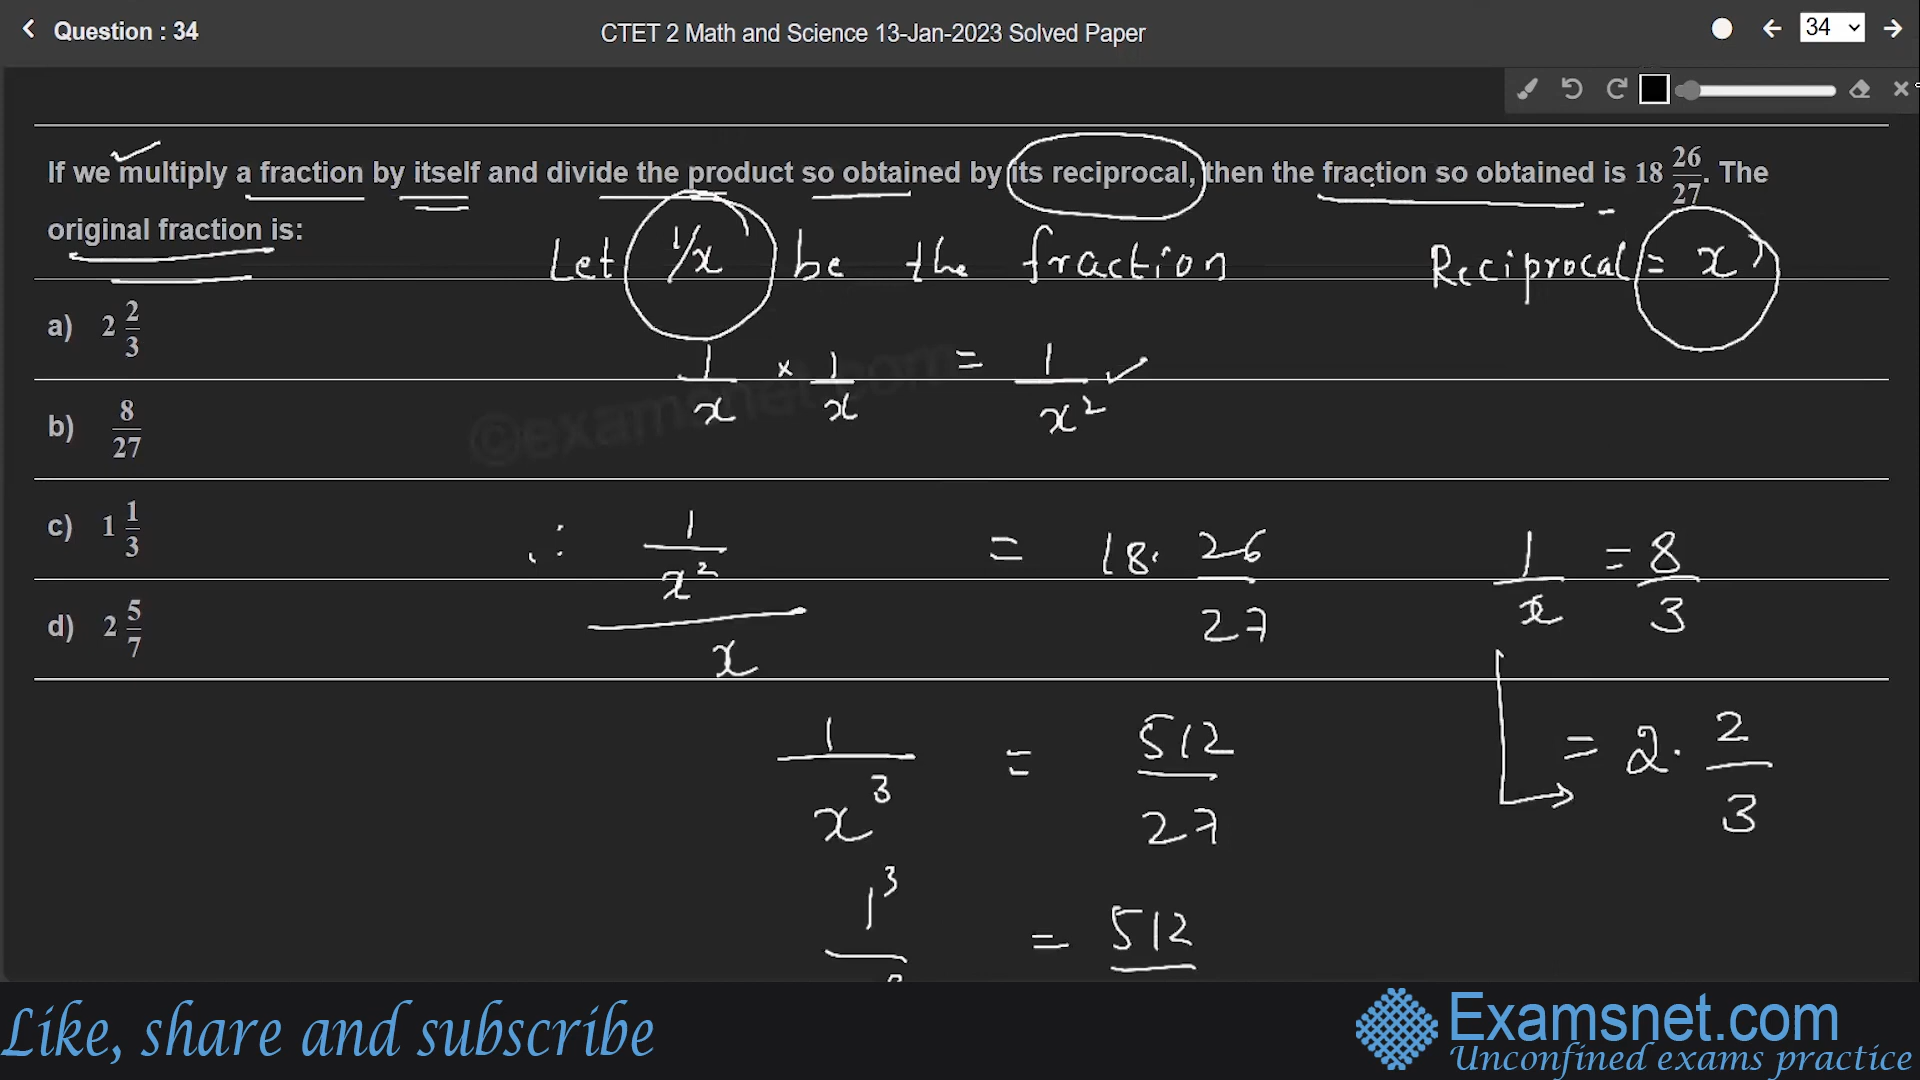 Question : 34
CTET 2 Math and Science 13-Jan-2023 Solved Paper
34
If we multiply a fraction by itself and divide the product so obtained by its reciprocal, then the fraction so obtained is 18 26/27. The
original fraction is:
Let 1/x be the fraction Reciprocal = x
a) 2 2/3
1/x × 1/x = 1/x²
©examsnet.com
b) 8/27
c) 1 1/3
∴ 1/x² / x = 18· 26/27 1/x = 8/3
d) 2 5/7
1/x³ = 512/27 = 2· 2/3
1³ = 512
Like, share and subscribe
Examsnet.com
Unconfined exams practice